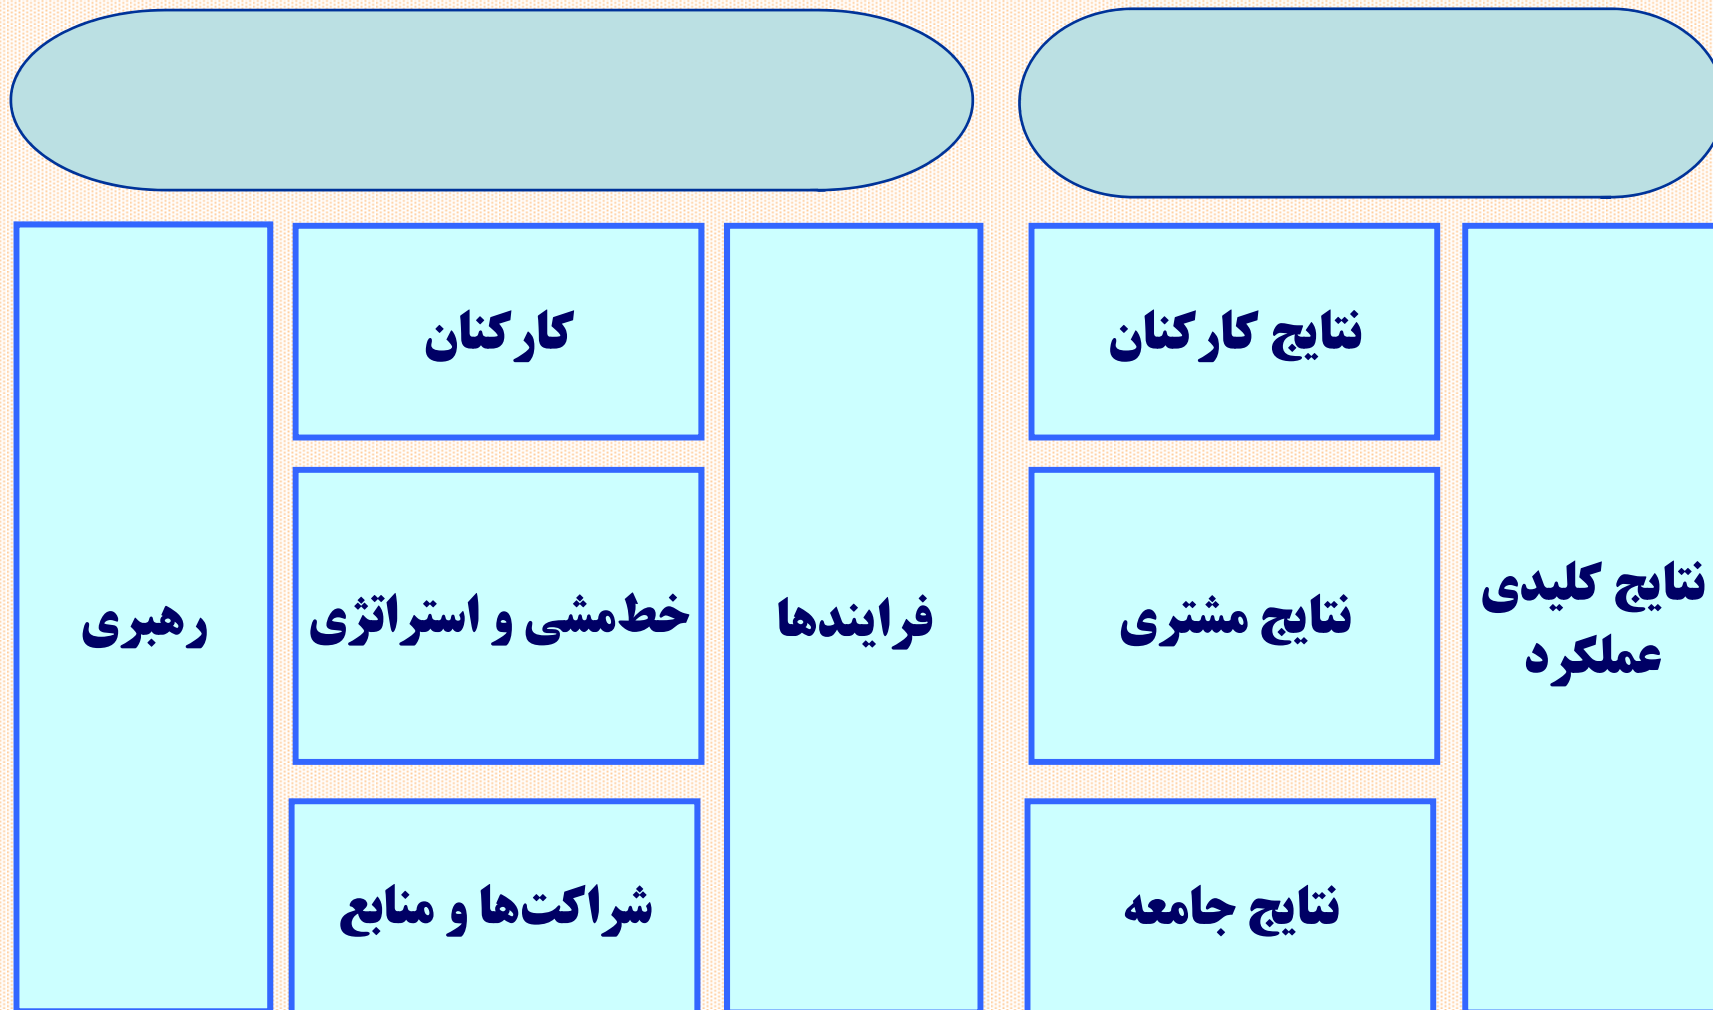 کارکنان
نتایج کارکنان
رهبری
خط‌مشی و استراتژی
فرایندها
نتایج مشتری
نتایج کلیدی
عملکرد
شراکت‌ها و منابع
نتایج جامعه